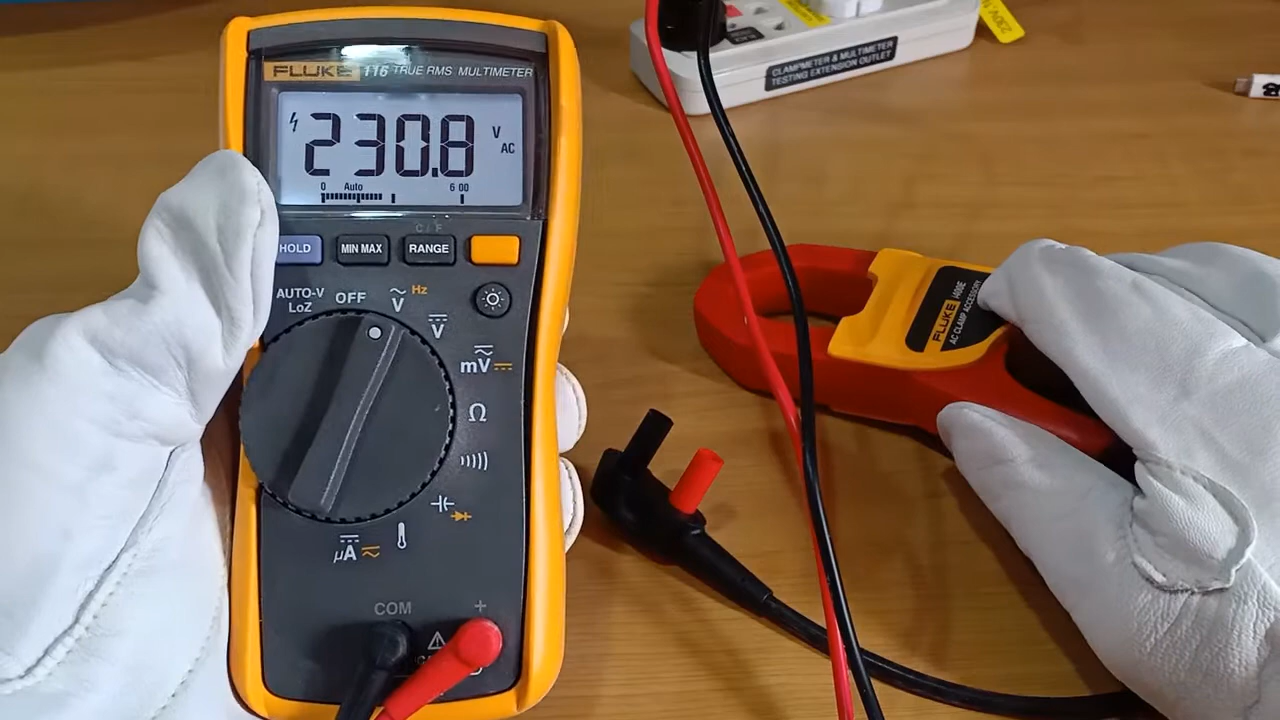 FLUKE 116 TRUE RMS MULTIMETER
230.8 V AC
0 Auto 600
HOLD
MIN MAX
C / F
RANGE
AUTO-V
LoZ
OFF
V Hz
V
mV
Ω
μA
COM
+
CLAMPMETER & MULTIMETER
TESTING EXTENSION OUTLET
FLUKE i400E
AC CLAMP ACCESSORY